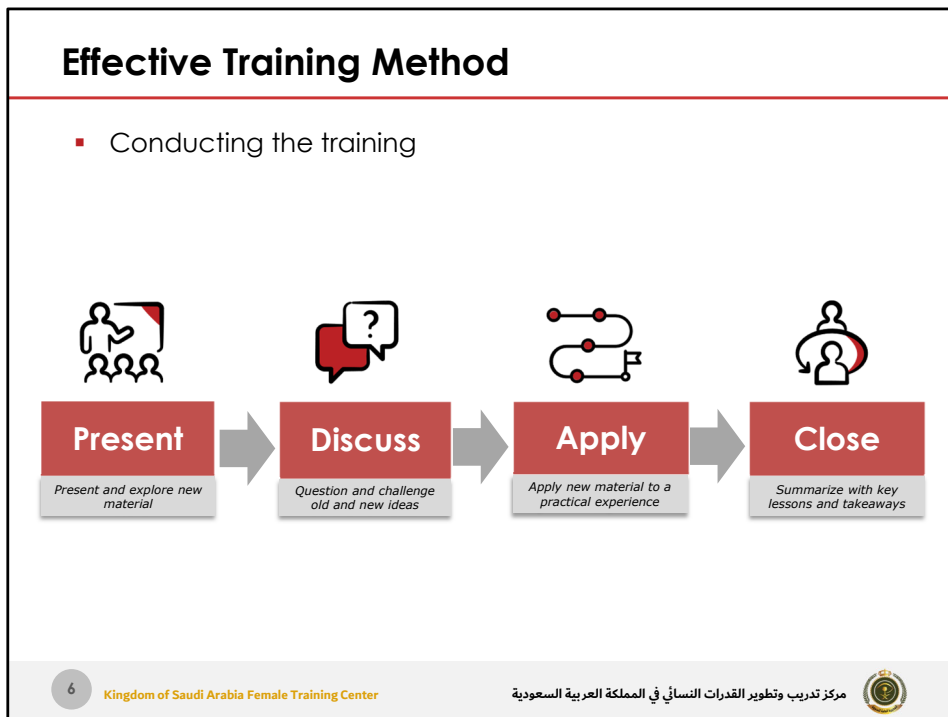 Effective Training Method
Conducting the training
?
Present
Present and explore new
material
Discuss
Question and challenge
old and new ideas
Apply
Apply new material to a
practical experience
Close
Summarize with key
lessons and takeaways
6
Kingdom of Saudi Arabia Female Training Center
مركز تدريب وتطوير القدرات النسائي في المملكة العربية السعودية